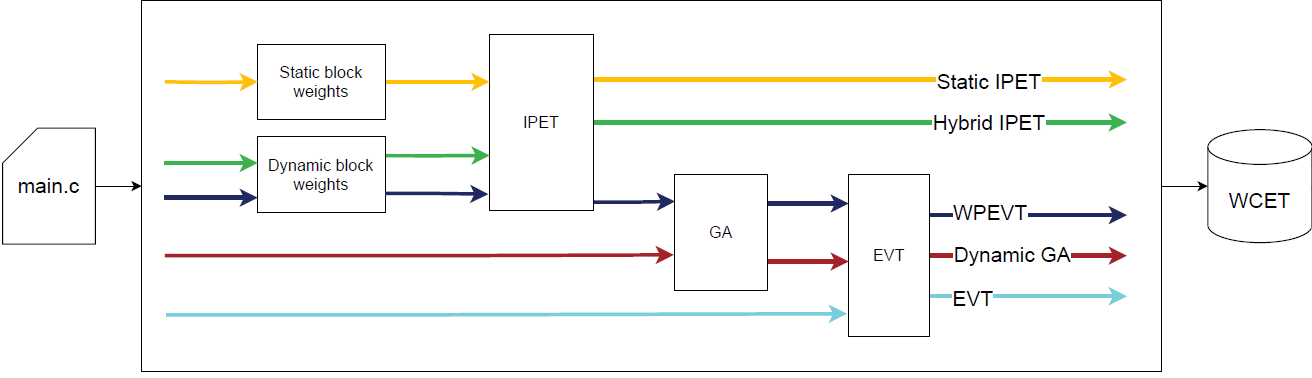 main.c
Static block
weights
Dynamic block
weights
IPET
GA
EVT
Static IPET
Hybrid IPET
WPEVT
Dynamic GA
EVT
WCET